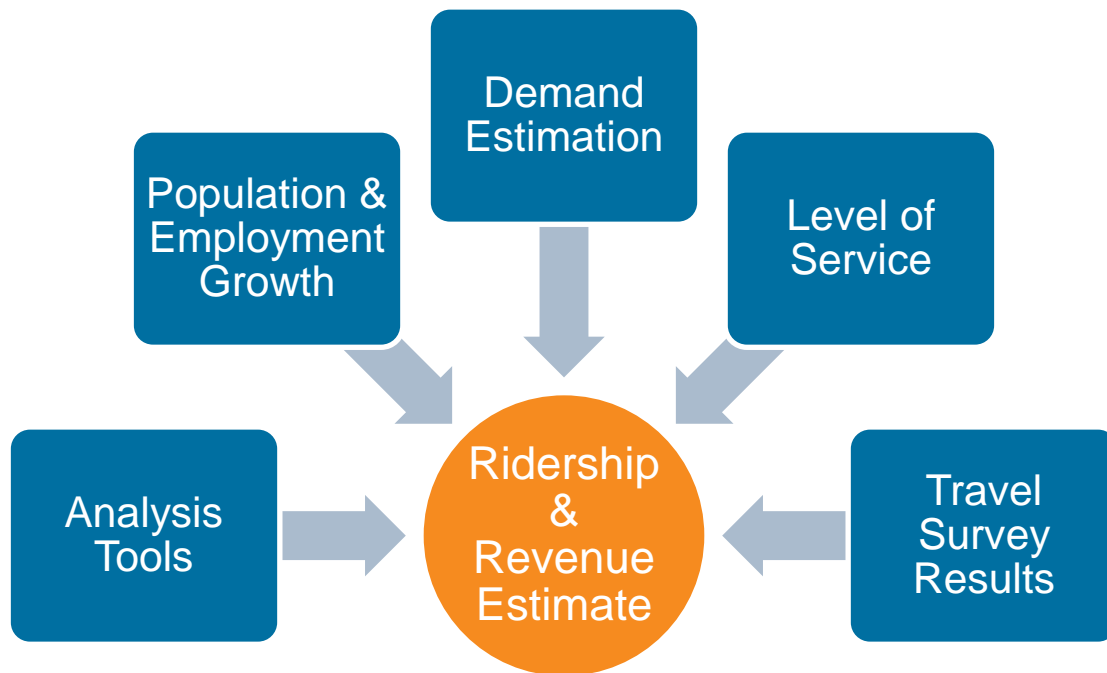 Demand
Estimation
Population &
Employment
Growth
Level of
Service
Analysis
Tools
Ridership
&
Revenue
Estimate
Travel
Survey
Results